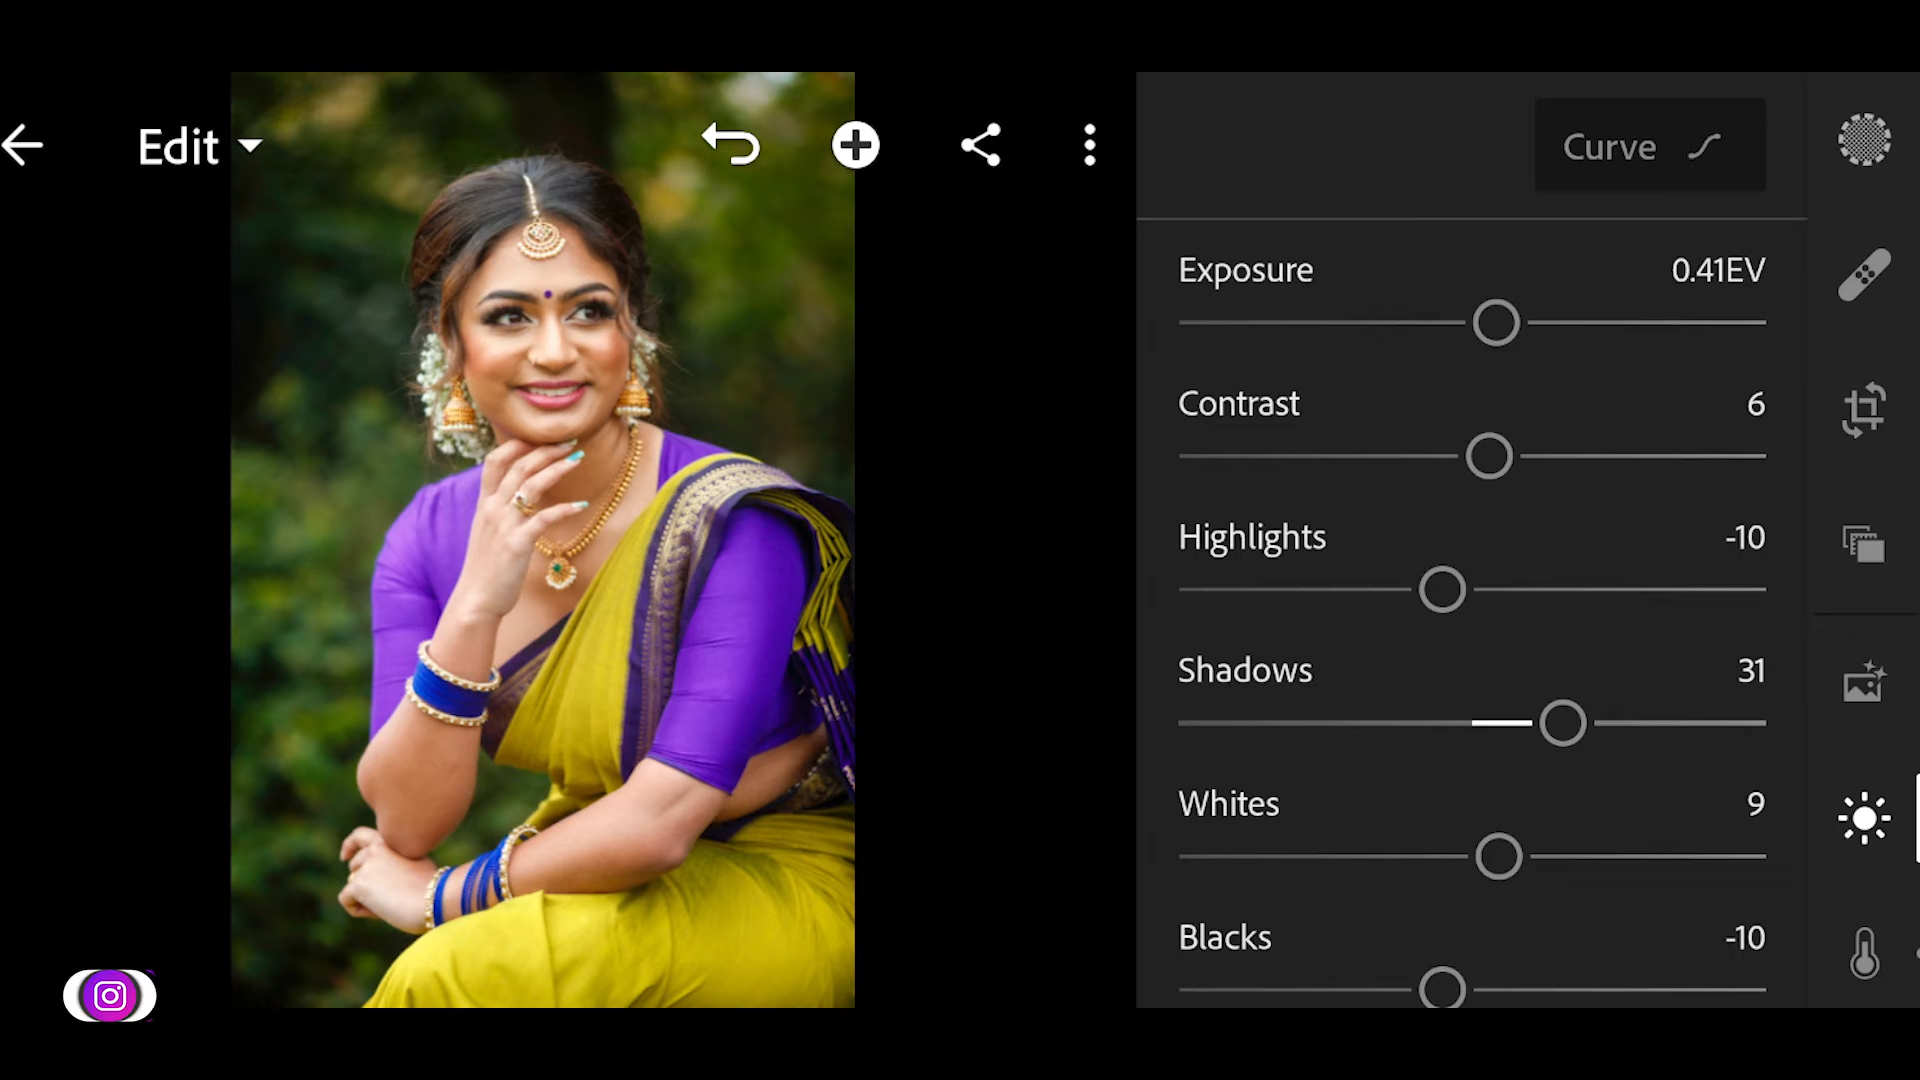 Edit
Curve
Exposure 0.41EV
Contrast 6
Highlights -10
Shadows 31
Whites 9
Blacks -10